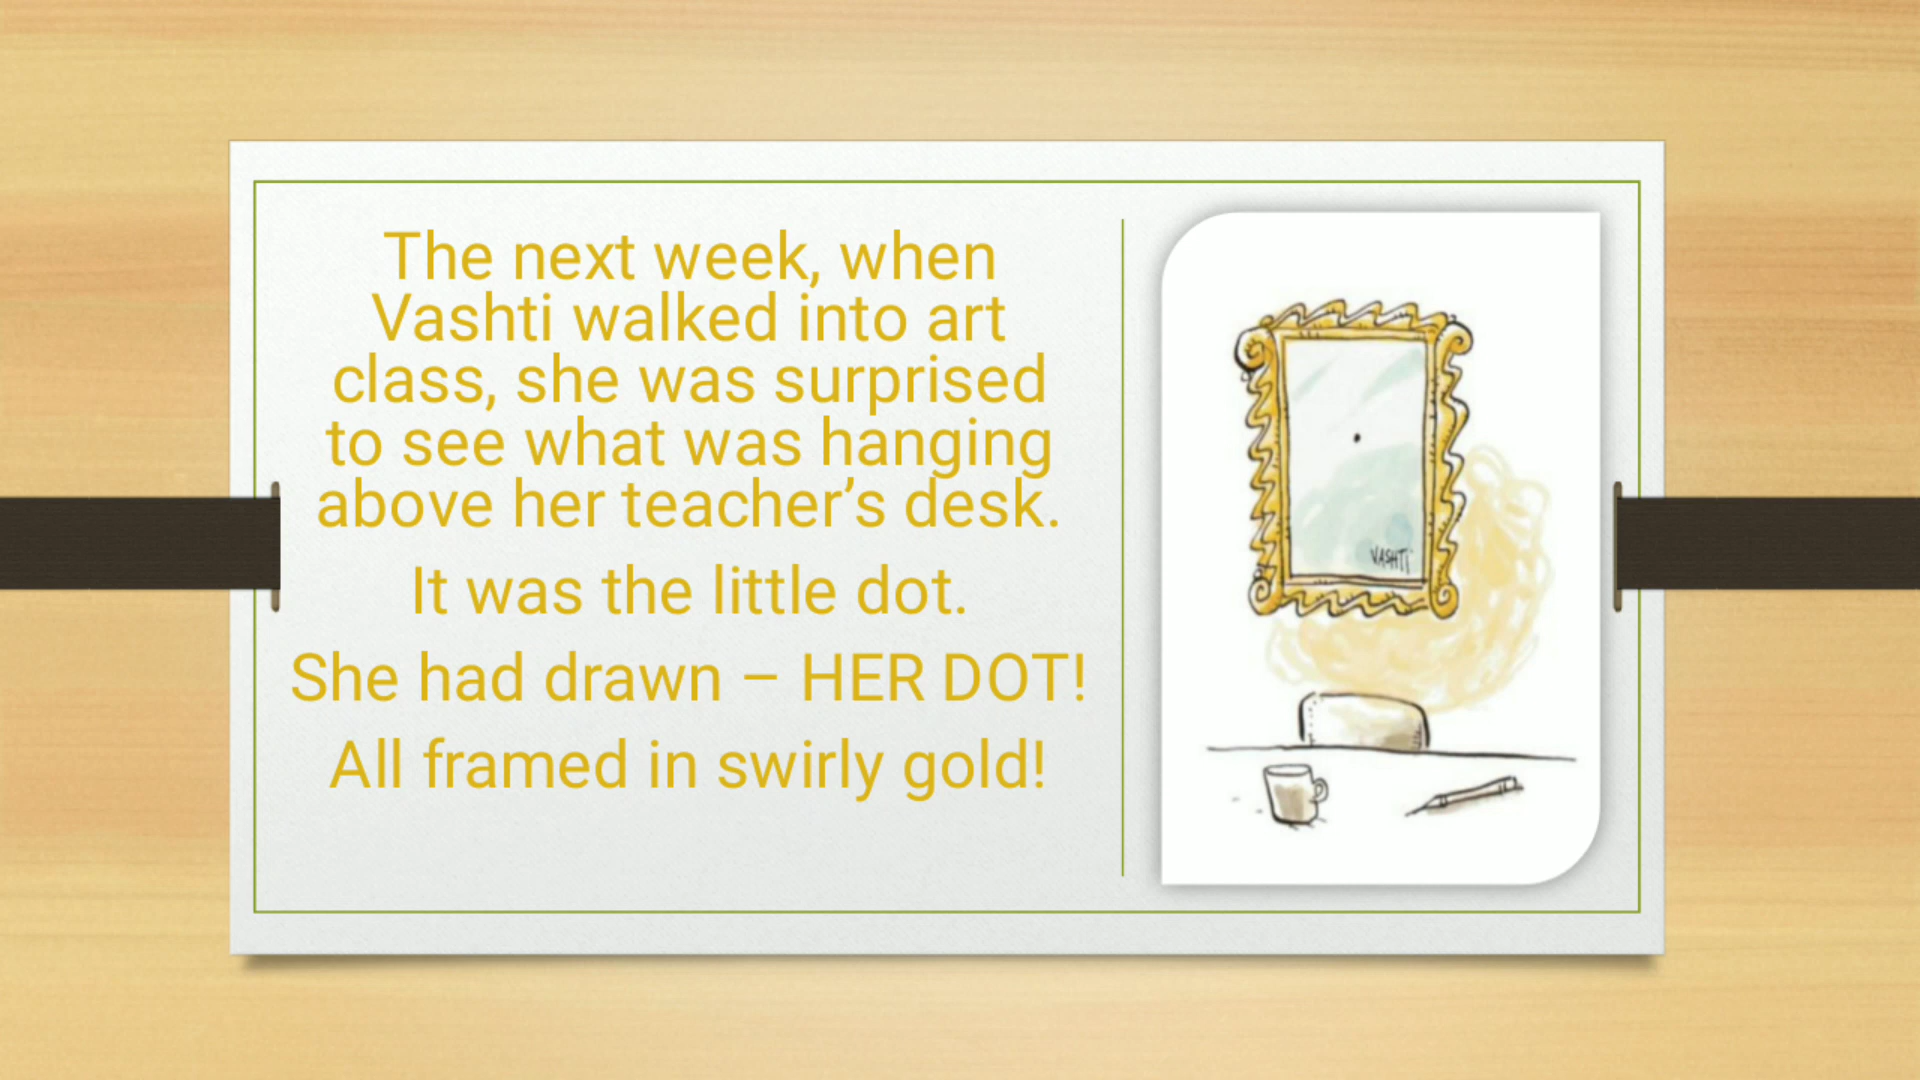 The next week, when
Vashti walked into art
class, she was surprised
to see what was hanging
above her teacher’s desk.
It was the little dot.
She had drawn – HER DOT!
All framed in swirly gold!
VASHTI